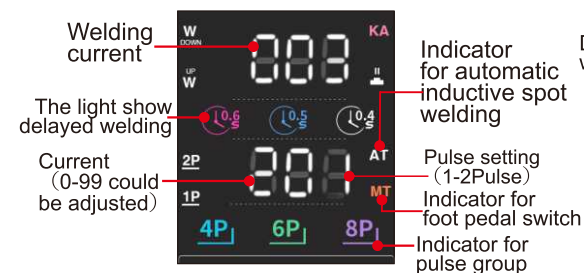 Welding
current
W
DOWN
UP
W
003
KA
Indicator
for automatic
inductive spot
welding
The light show
delayed welding
0.6
S
0.5
S
0.4
S
Current
（0-99 could
be adjusted）
2P
1P
201
AT
MT
Pulse setting
（1-2Pulse）
Indicator for
foot pedal switch
4P
6P
8P
Indicator for
pulse group